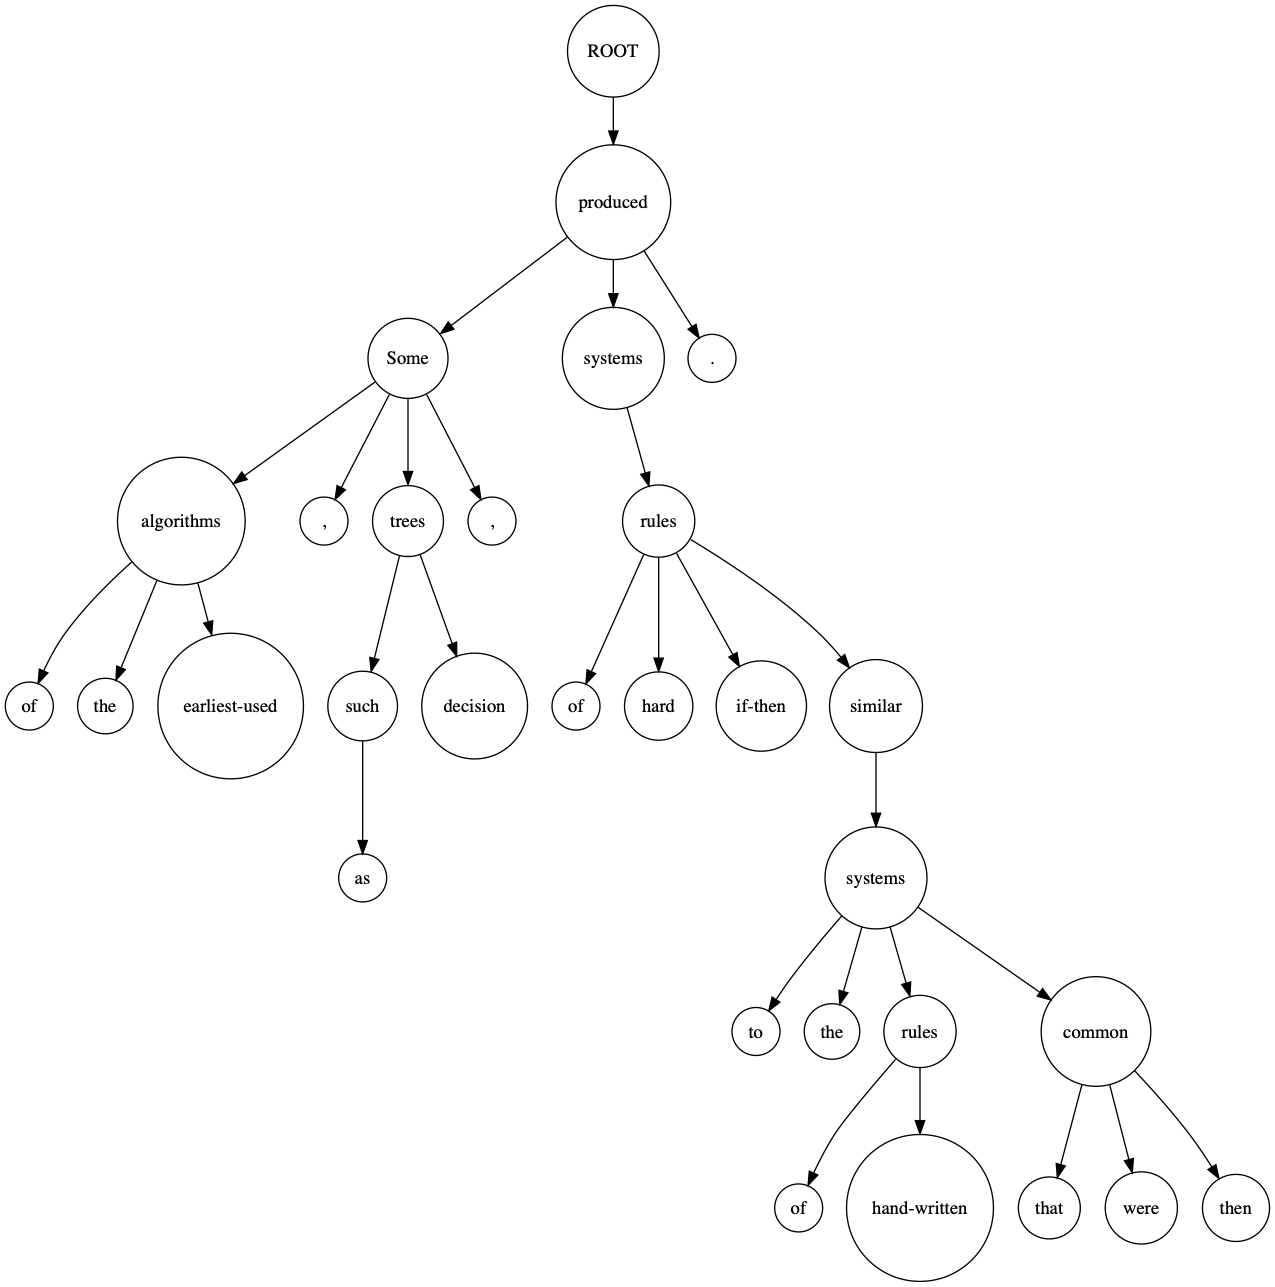 ROOT
produced
Some systems .
algorithms , trees , rules
of the earliest-used such decision of hard if-then similar
as systems
to the rules common
of hand-written that were then